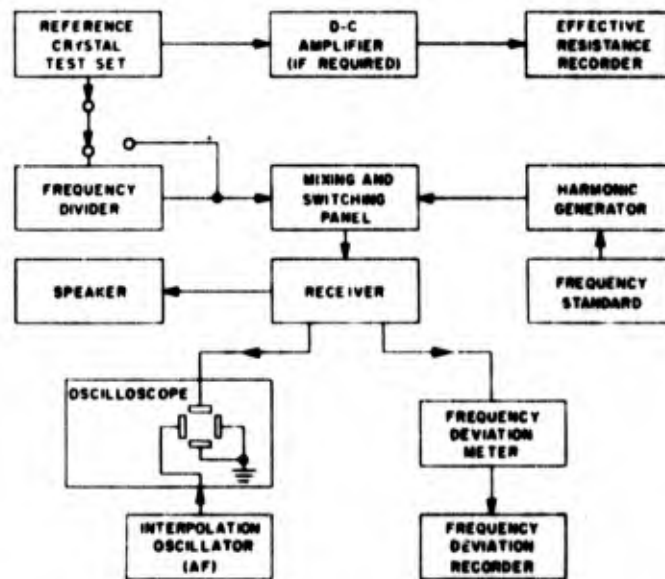 REFERENCE
CRYSTAL
TEST SET
D-C
AMPLIFIER
(IF REQUIRED)
EFFECTIVE
RESISTANCE
RECORDER
FREQUENCY
DIVIDER
MIXING AND
SWITCHING
PANEL
HARMONIC
GENERATOR
SPEAKER
RECEIVER
FREQUENCY
STANDARD
OSCILLOSCOPE
FREQUENCY
DEVIATION
METER
INTERPOLATION
OSCILLATOR
(AF)
FREQUENCY
DEVIATION
RECORDER